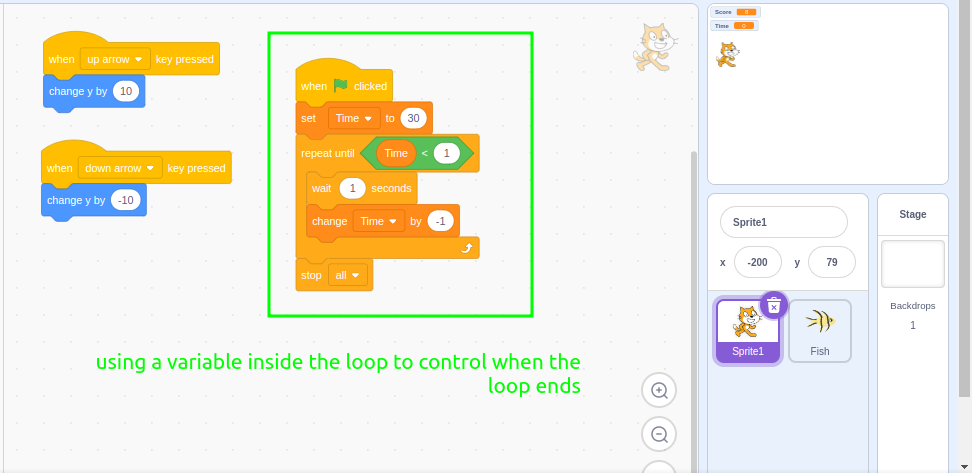 when up arrow key pressed
change y by 10
when down arrow key pressed
change y by -10
when clicked
set Time to 30
repeat until Time < 1
wait 1 seconds
change Time by -1
stop all
using a variable inside the loop to control when the
loop ends
Score 0
Time 0
Sprite1
x -200 y 79
Sprite1
Fish
Stage
Backdrops
1